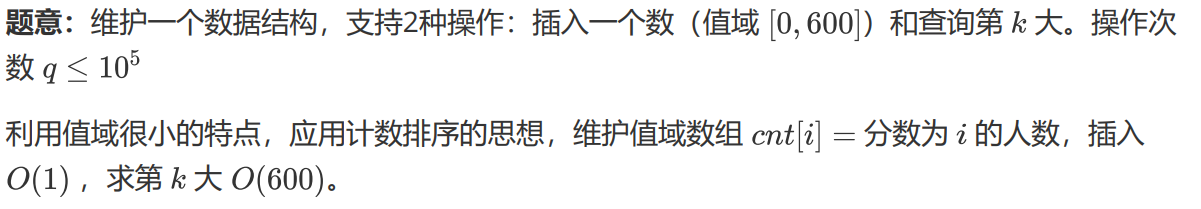 题意：维护一个数据结构，支持2种操作：插入一个数（值域 [0, 600]）和查询第 k 大。操作次
数 q ≤ 10^5
利用值域很小的特点，应用计数排序的思想，维护值域数组 cnt[i] = 分数为 i 的人数，插入
O(1) ，求第 k 大 O(600)。